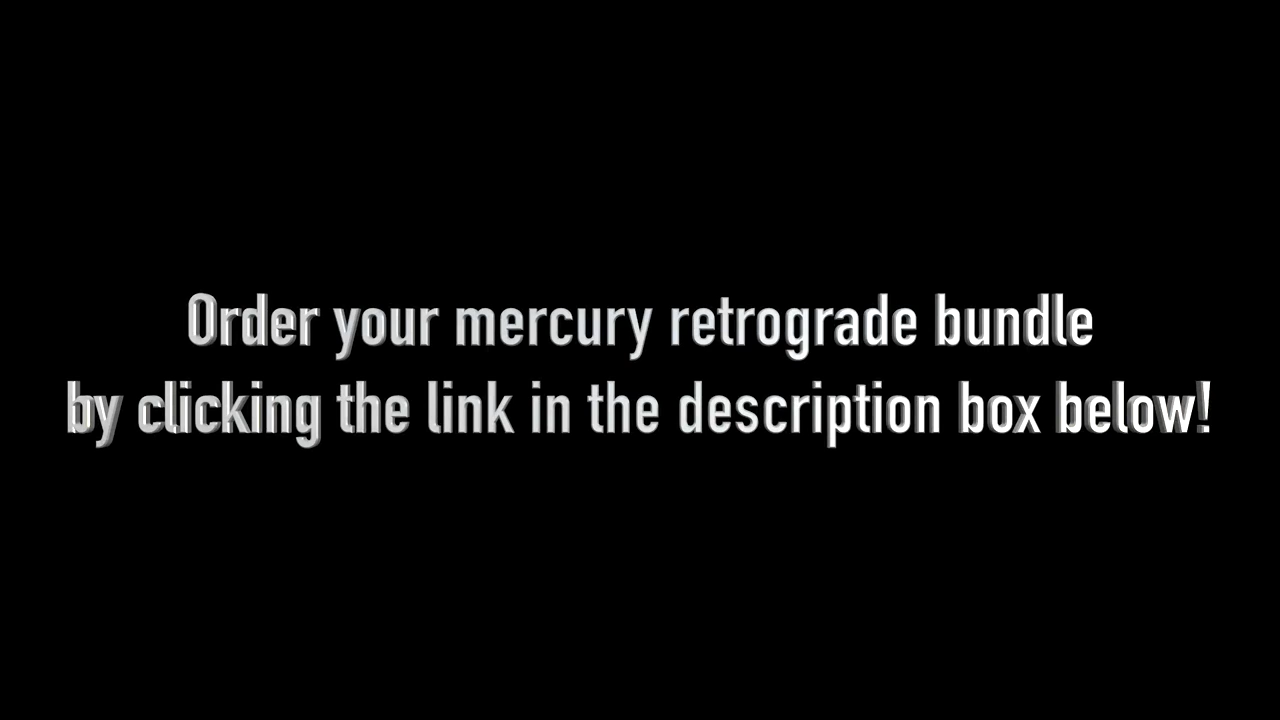 Order your mercury retrograde bundle
by clicking the link in the description box below!